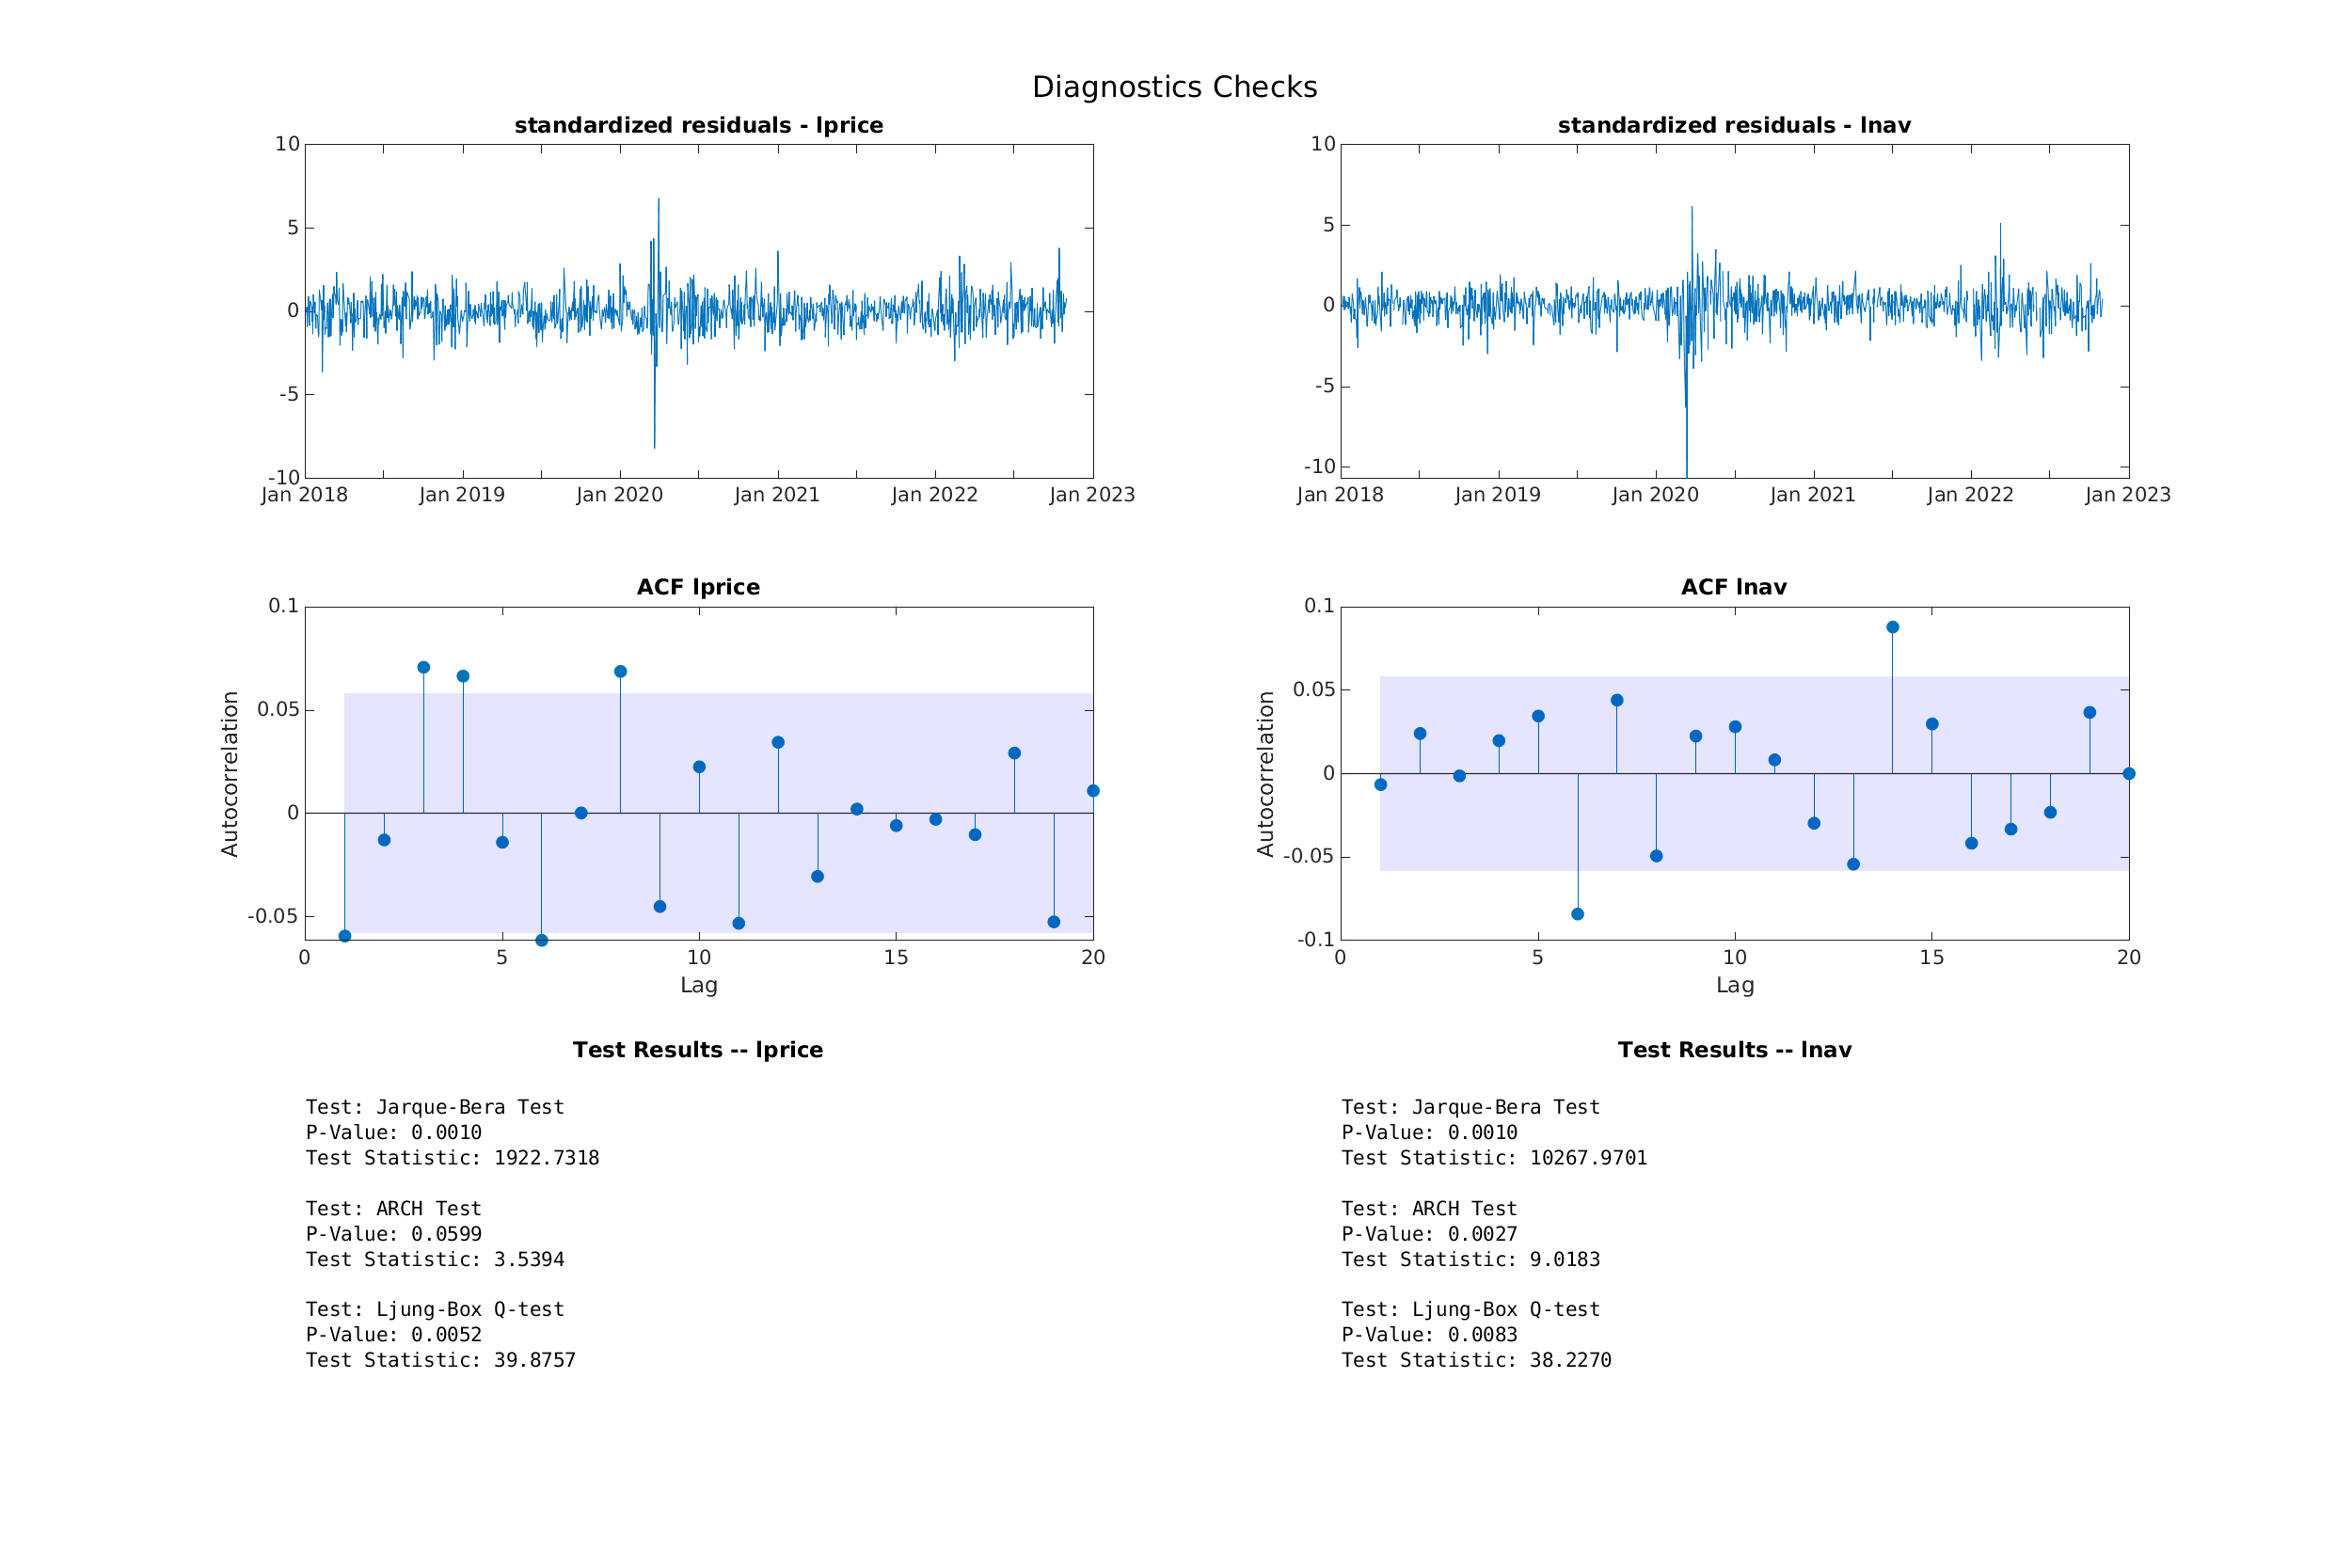 Diagnostics Checks
standardized residuals - lprice
10
5
0
-5
-10
Jan 2018 Jan 2019 Jan 2020 Jan 2021 Jan 2022 Jan 2023
standardized residuals - lnav
10
5
0
-5
-10
Jan 2018 Jan 2019 Jan 2020 Jan 2021 Jan 2022 Jan 2023
ACF lprice
Autocorrelation
0.1
0.05
0
-0.05
0 5 10 15 20
Lag
ACF lnav
Autocorrelation
0.1
0.05
0
-0.05
-0.1
0 5 10 15 20
Lag
Test Results -- lprice
Test: Jarque-Bera Test
P-Value: 0.0010
Test Statistic: 1922.7318
Test: ARCH Test
P-Value: 0.0599
Test Statistic: 3.5394
Test: Ljung-Box Q-test
P-Value: 0.0052
Test Statistic: 39.8757
Test Results -- lnav
Test: Jarque-Bera Test
P-Value: 0.0010
Test Statistic: 10267.9701
Test: ARCH Test
P-Value: 0.0027
Test Statistic: 9.0183
Test: Ljung-Box Q-test
P-Value: 0.0083
Test Statistic: 38.2270